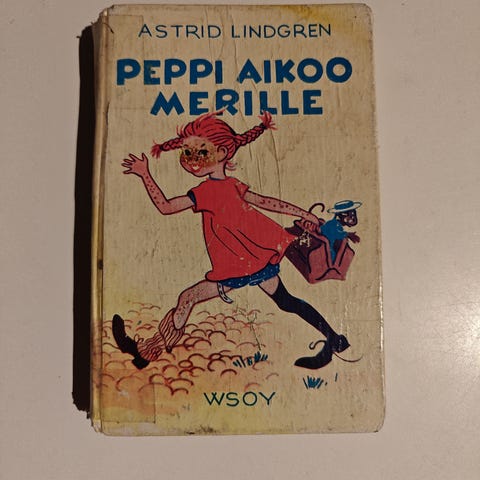 ASTRID LINDGREN
PEPPI AIKOO
MERILLE
WSOY